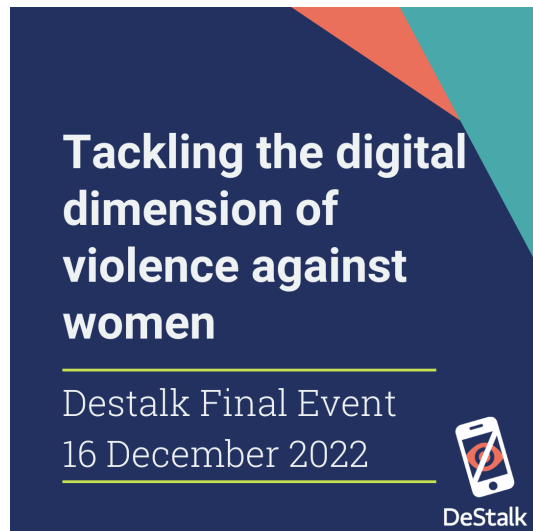 Tackling the digital
dimension of
violence against
women
Destalk Final Event
16 December 2022
DeStalk